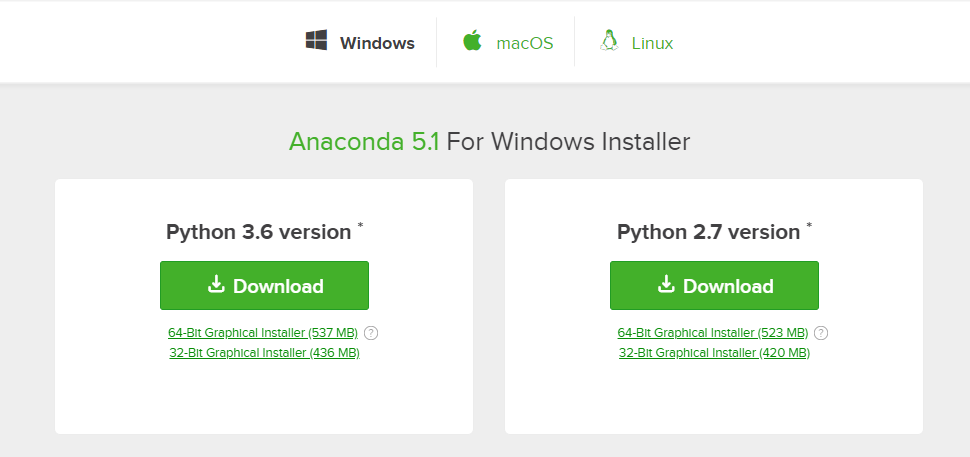 Windows macOS Linux
Anaconda 5.1 For Windows Installer
Python 3.6 version *
Download
64-Bit Graphical Installer (537 MB) ?
32-Bit Graphical Installer (436 MB)
Python 2.7 version *
Download
64-Bit Graphical Installer (523 MB) ?
32-Bit Graphical Installer (420 MB)